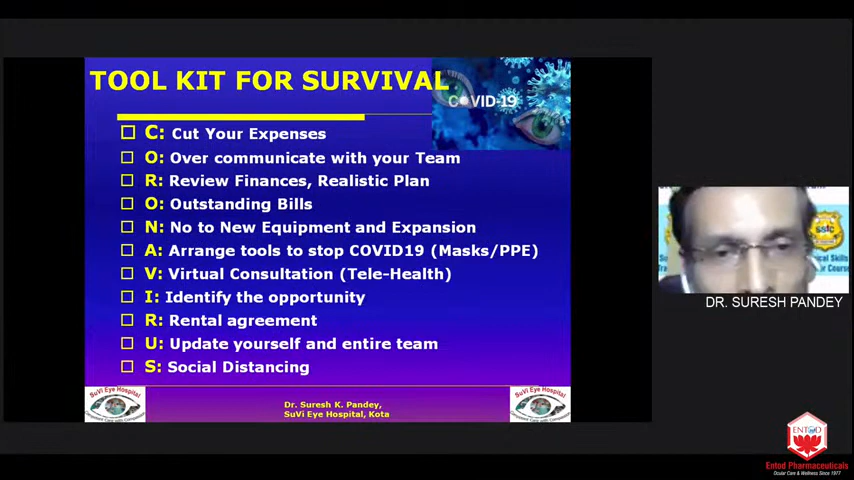 TOOL KIT FOR SURVIVAL
COVID-19
C: Cut Your Expenses
O: Over communicate with your Team
R: Review Finances, Realistic Plan
O: Outstanding Bills
N: No to New Equipment and Expansion
A: Arrange tools to stop COVID19 (Masks/PPE)
V: Virtual Consultation (Tele-Health)
I: Identify the opportunity
R: Rental agreement
U: Update yourself and entire team
S: Social Distancing
SuVi Eye Hospital
Dr. Suresh K. Pandey,
SuVi Eye Hospital, Kota
SuVi Eye Hospital
sstc
DR. SURESH PANDEY
ENTOD
Entod Pharmaceuticals
Ocular Care & Wellness Since 1977